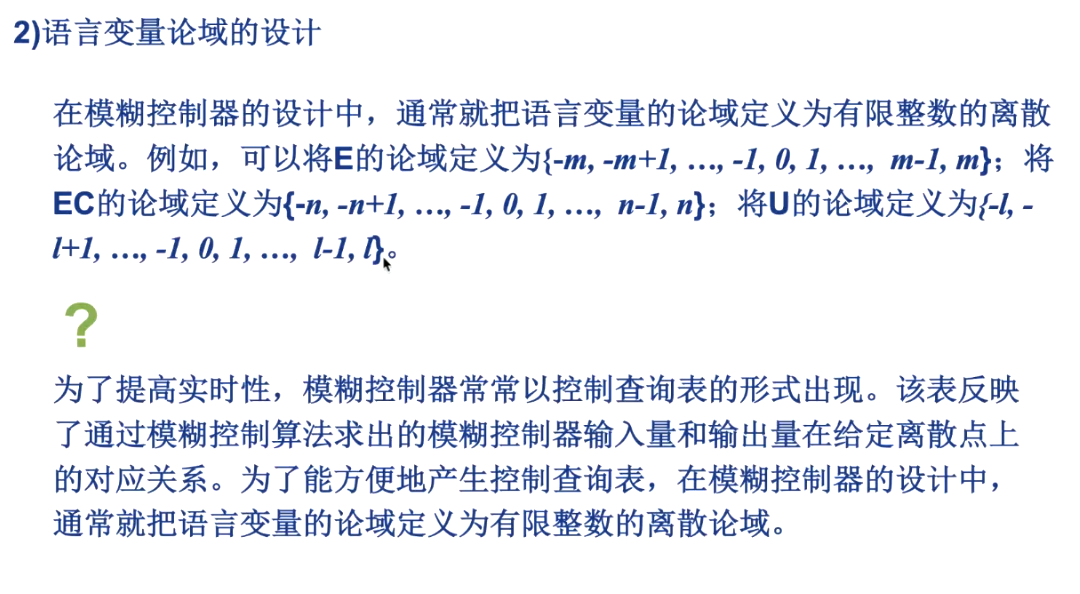 2)语言变量论域的设计
在模糊控制器的设计中，通常就把语言变量的论域定义为有限整数的离散
论域。例如，可以将E的论域定义为{-m, -m+1, …, -1, 0, 1, …, m-1, m}；将
EC的论域定义为{-n, -n+1, …, -1, 0, 1, …, n-1, n}；将U的论域定义为{-l, -
l+1, …, -1, 0, 1, …, l-1, l}。
?
为了提高实时性，模糊控制器常常以控制查询表的形式出现。该表反映
了通过模糊控制算法求出的模糊控制器输入量和输出量在给定离散点上
的对应关系。为了能方便地产生控制查询表，在模糊控制器的设计中，
通常就把语言变量的论域定义为有限整数的离散论域。